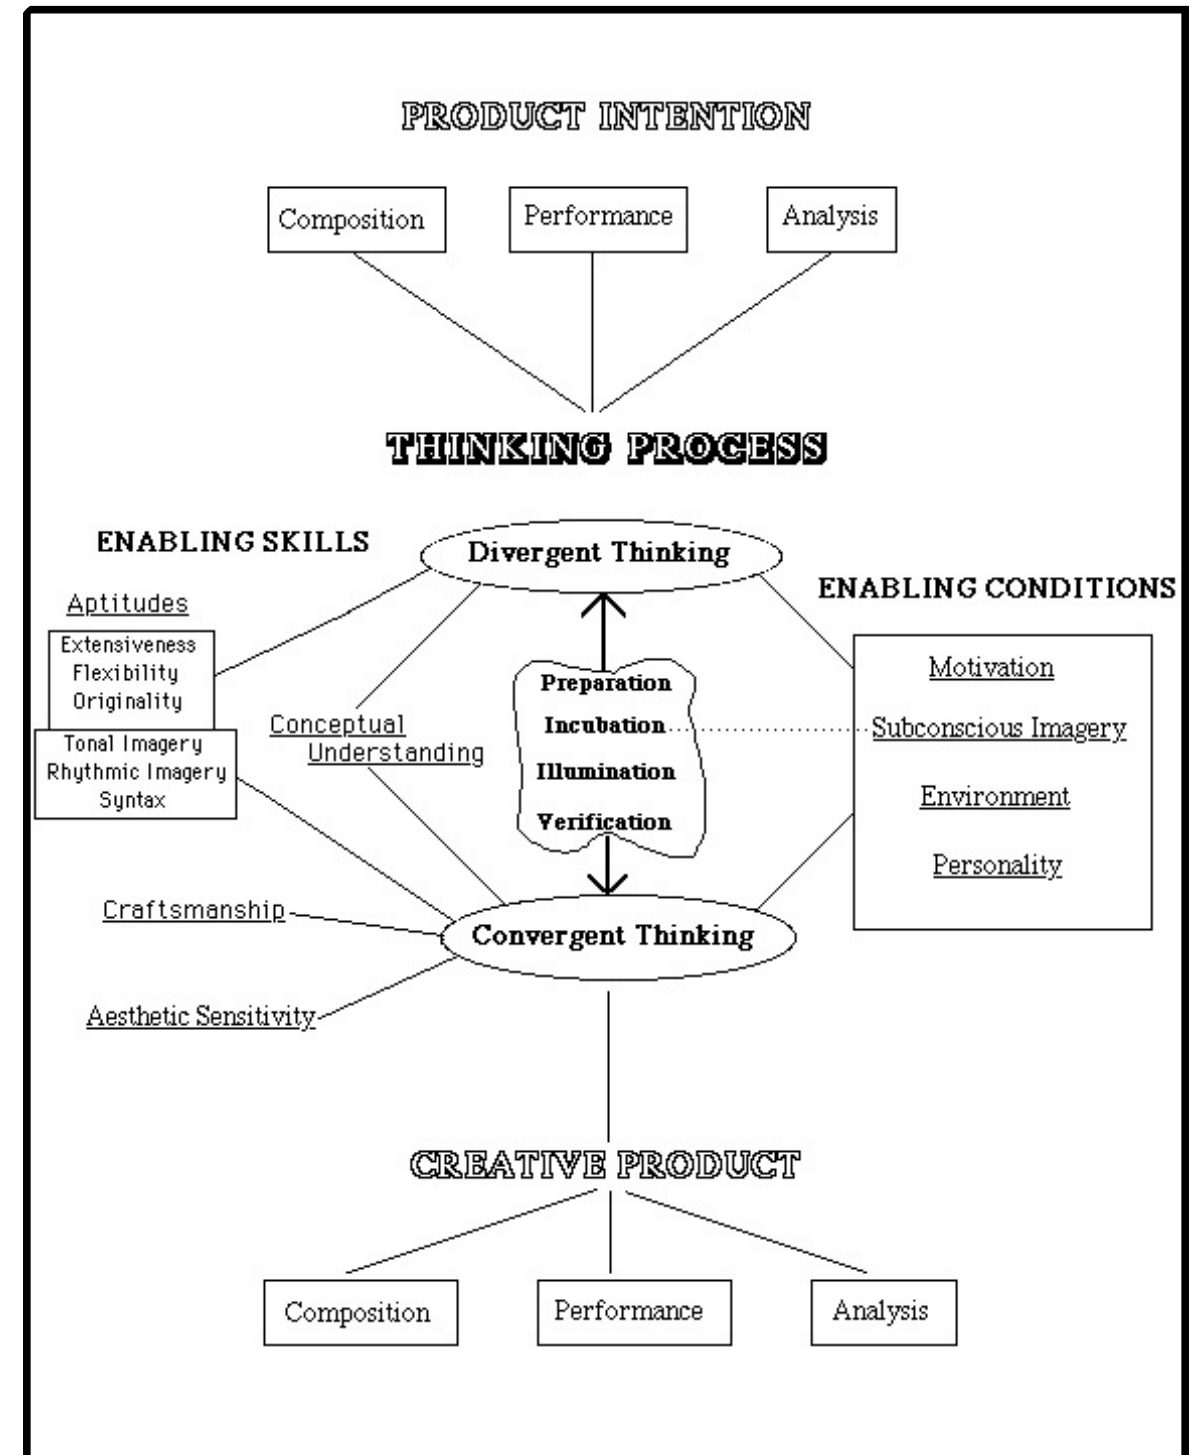 PRODUCT INTENTION
Composition
Performance
Analysis
THINKING PROCESS
ENABLING SKILLS
Divergent Thinking
ENABLING CONDITIONS
Aptitudes
Extensiveness
Flexibility
Originality
Tonal Imagery
Rhythmic Imagery
Syntax
Conceptual
Understanding
Preparation
Incubation
Illumination
Verification
Motivation
Subconscious Imagery
Environment
Personality
Craftsmanship
Convergent Thinking
Aesthetic Sensitivity
CREATIVE PRODUCT
Composition
Performance
Analysis